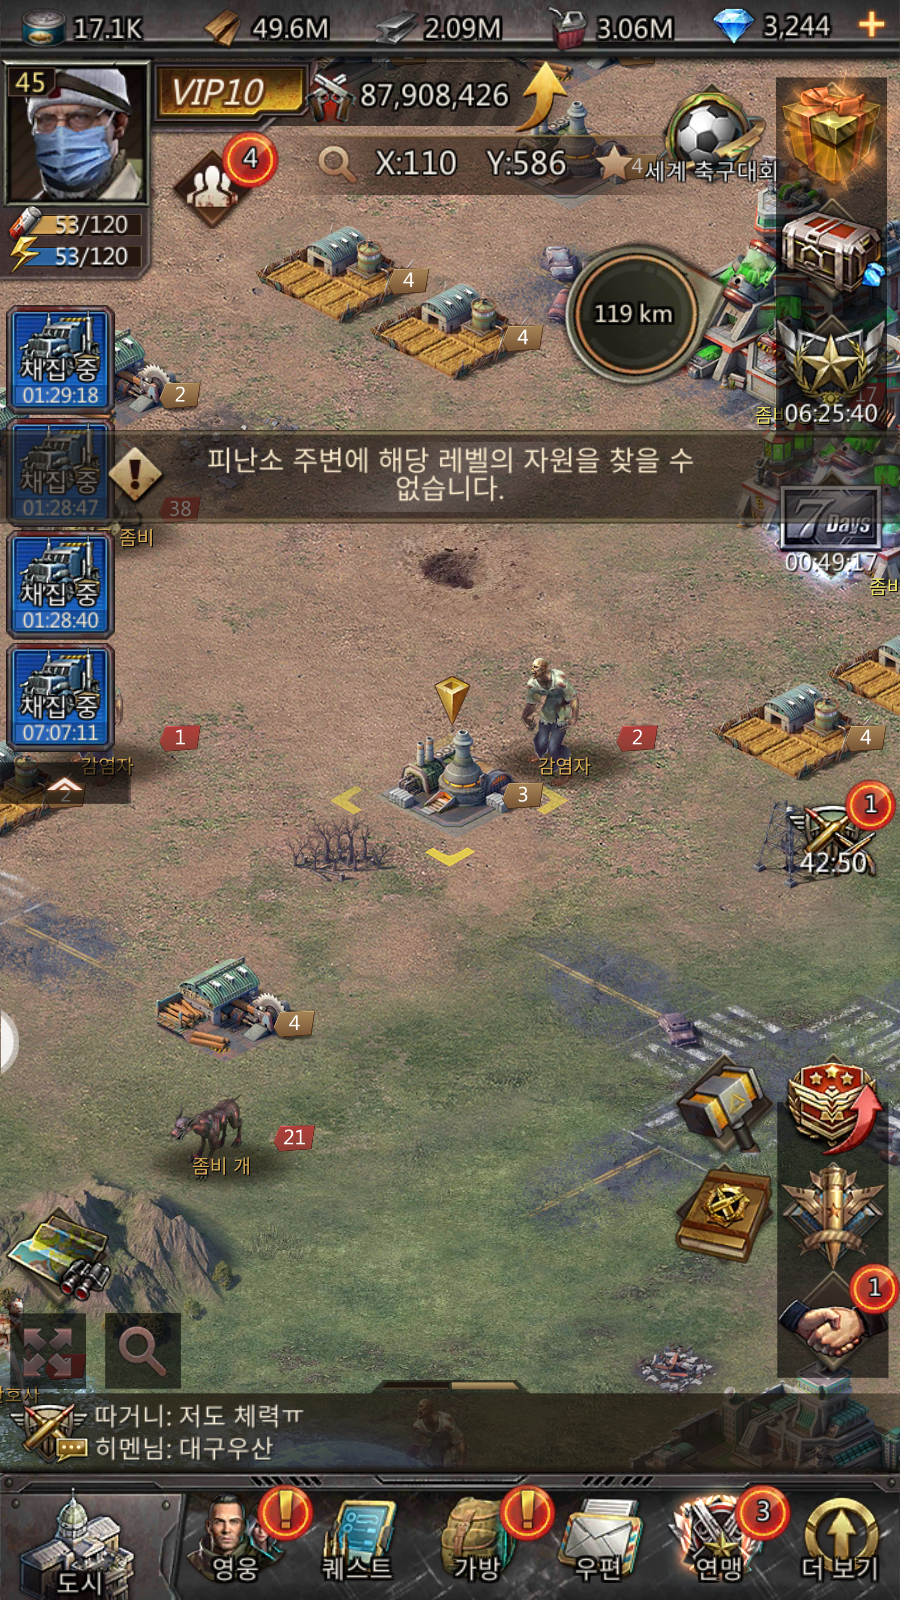 17.1K 49.6M 2.09M 3.06M 3,244
45
VIP10
87,908,426
4
X:110 Y:586
4
세계 축구대회
53/120
53/120
4
119 km
4
채집 중
01:29:18
2
17
좀비
06:25:40
피난소 주변에 해당 레벨의 자원을 찾을 수
없습니다.
채집 중
01:28:47
38
좀비
7 Days
00:49:17
좀비
채집 중
01:28:40
채집 중
07:07:11
1
감염자
2
2
감염자
4
3
1
42:50
4
21
좀비 개
1
따거니: 저도 체력ㅠ
히멘님: 대구우산
도시
영웅
퀘스트
가방
우편
3
연맹
더 보기